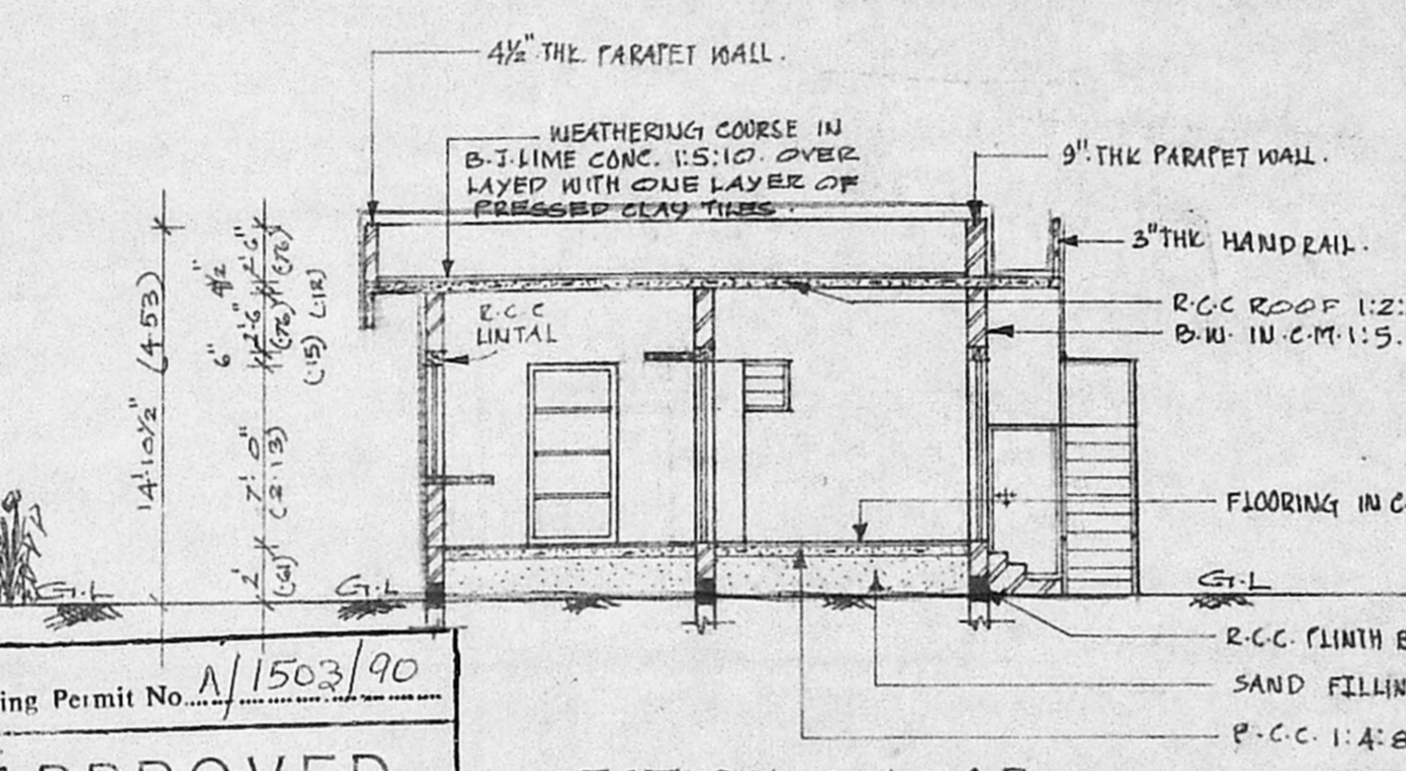 4½" THK. PARAPET WALL.
WEATHERING COURSE IN
B.J. LIME CONC. 1:5:10. OVER
LAYED WITH ONE LAYER OF
PRESSED CLAY TILES.
9" THK PARAPET WALL.
3" THK HANDRAIL.
R.C.C ROOF 1:2:
B.W. IN C.M. 1:5.
R.C.C
LINTAL
14'-10½" (4.53)
6" 4½"
2'-6" 2'-6"
(.76) (.76)
(.15) (.12)
7'-0"
(2.13)
2'
(.61)
FLOORING IN C
G.L
G.L
G.L
R.C.C. PLINTH B
SAND FILLIN
P.C.C. 1:4:8
ing Permit No. A/1503/90
APPROVED